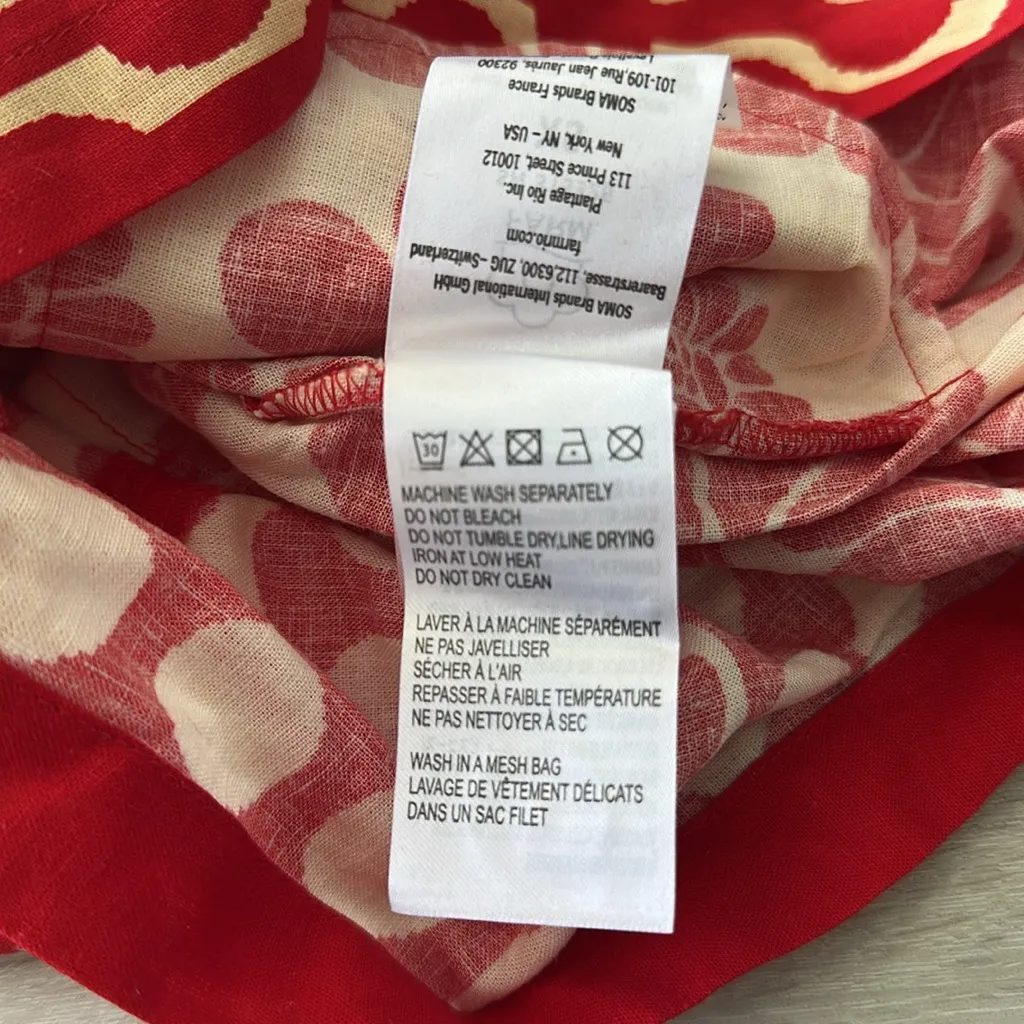 SOMA Brands International GmbH
Baarerstrasse, 112,6300, ZUG –Switzerland
farmrio.com
Plantage Rio Inc.
113 Prince Street, 10012
New York, NY – USA
SOMA Brands France
101-109,Rue Jean Jaurès, 92300
30
MACHINE WASH SEPARATELY
DO NOT BLEACH
DO NOT TUMBLE DRY,LINE DRYING
IRON AT LOW HEAT
DO NOT DRY CLEAN
LAVER À LA MACHINE SÉPARÉMENT
NE PAS JAVELLISER
SÉCHER À L'AIR
REPASSER À FAIBLE TEMPÉRATURE
NE PAS NETTOYER À SEC
WASH IN A MESH BAG
LAVAGE DE VÊTEMENT DÉLICATS
DANS UN SAC FILET